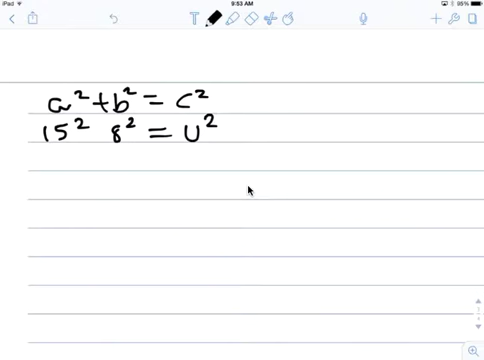 iPad
9:53 AM
95%
T
a² + b² = c²
15² 8² = u²